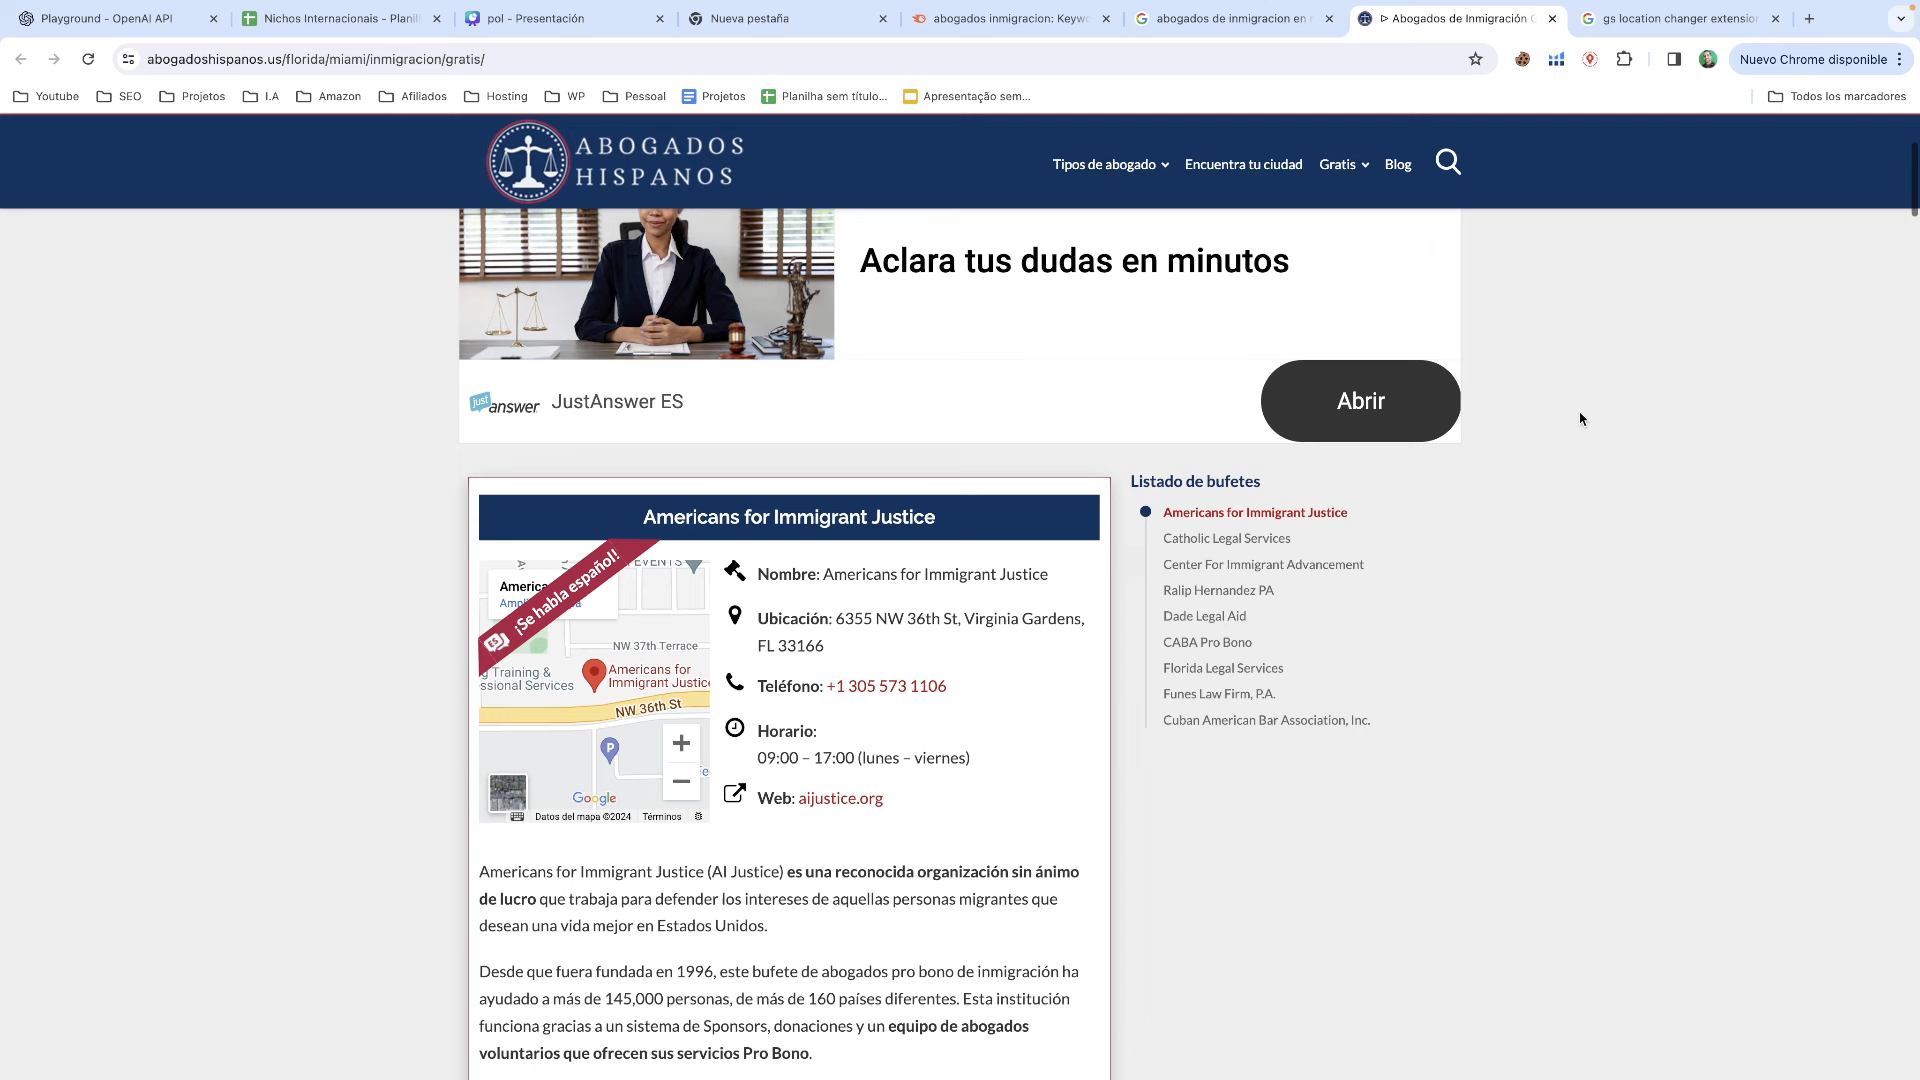 Playground - OpenAI API
Nichos Internacionais - Planil
pol - Presentación
Nueva pestaña
abogados inmigracion: Keywo
abogados de inmigracion en
ᐅ Abogados de Inmigración
gs location changer extension
abogadoshispanos.us/florida/miami/inmigracion/gratis/
Nuevo Chrome disponible
Youtube
SEO
Projetos
I.A
Amazon
Afiliados
Hosting
WP
Pessoal
Projetos
Planilha sem título...
Apresentação sem...
Todos los marcadores
ABOGADOS
HISPANOS
Tipos de abogado
Encuentra tu ciudad
Gratis
Blog
Aclara tus dudas en minutos
just
answer
JustAnswer ES
Abrir
Americans for Immigrant Justice
¡Se habla español!
ES
EVENTS
America
NW 37th Terrace
g Training &
ssional Services
Americans for
Immigrant Justice
NW 36th St
P
Google
Datos del mapa ©2024
Términos
Nombre: Americans for Immigrant Justice
Ubicación: 6355 NW 36th St, Virginia Gardens,
FL 33166
Teléfono: +1 305 573 1106
Horario:
09:00 – 17:00 (lunes – viernes)
Web: aijustice.org
Americans for Immigrant Justice (AI Justice) es una reconocida organización sin ánimo
de lucro que trabaja para defender los intereses de aquellas personas migrantes que
desean una vida mejor en Estados Unidos.
Desde que fuera fundada en 1996, este bufete de abogados pro bono de inmigración ha
ayudado a más de 145,000 personas, de más de 160 países diferentes. Esta institución
funciona gracias a un sistema de Sponsors, donaciones y un equipo de abogados
voluntarios que ofrecen sus servicios Pro Bono.
Listado de bufetes
Americans for Immigrant Justice
Catholic Legal Services
Center For Immigrant Advancement
Ralip Hernandez PA
Dade Legal Aid
CABA Pro Bono
Florida Legal Services
Funes Law Firm, P.A.
Cuban American Bar Association, Inc.